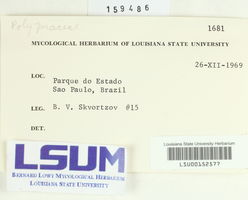 159486
Polyporaceae
1681
MYCOLOGICAL HERBARIUM OF LOUISIANA STATE UNIVERSITY
26-XII-1969
LOC. Parque do Estado
Sao Paulo, Brazil
LEG. B. V. Skvortzov #15
DET.
LSUM
BERNARD LOWY MYCOLOGICAL HERBARIUM
LOUISIANA STATE UNIVERSITY
Louisiana State University Herbarium
LSU00152577